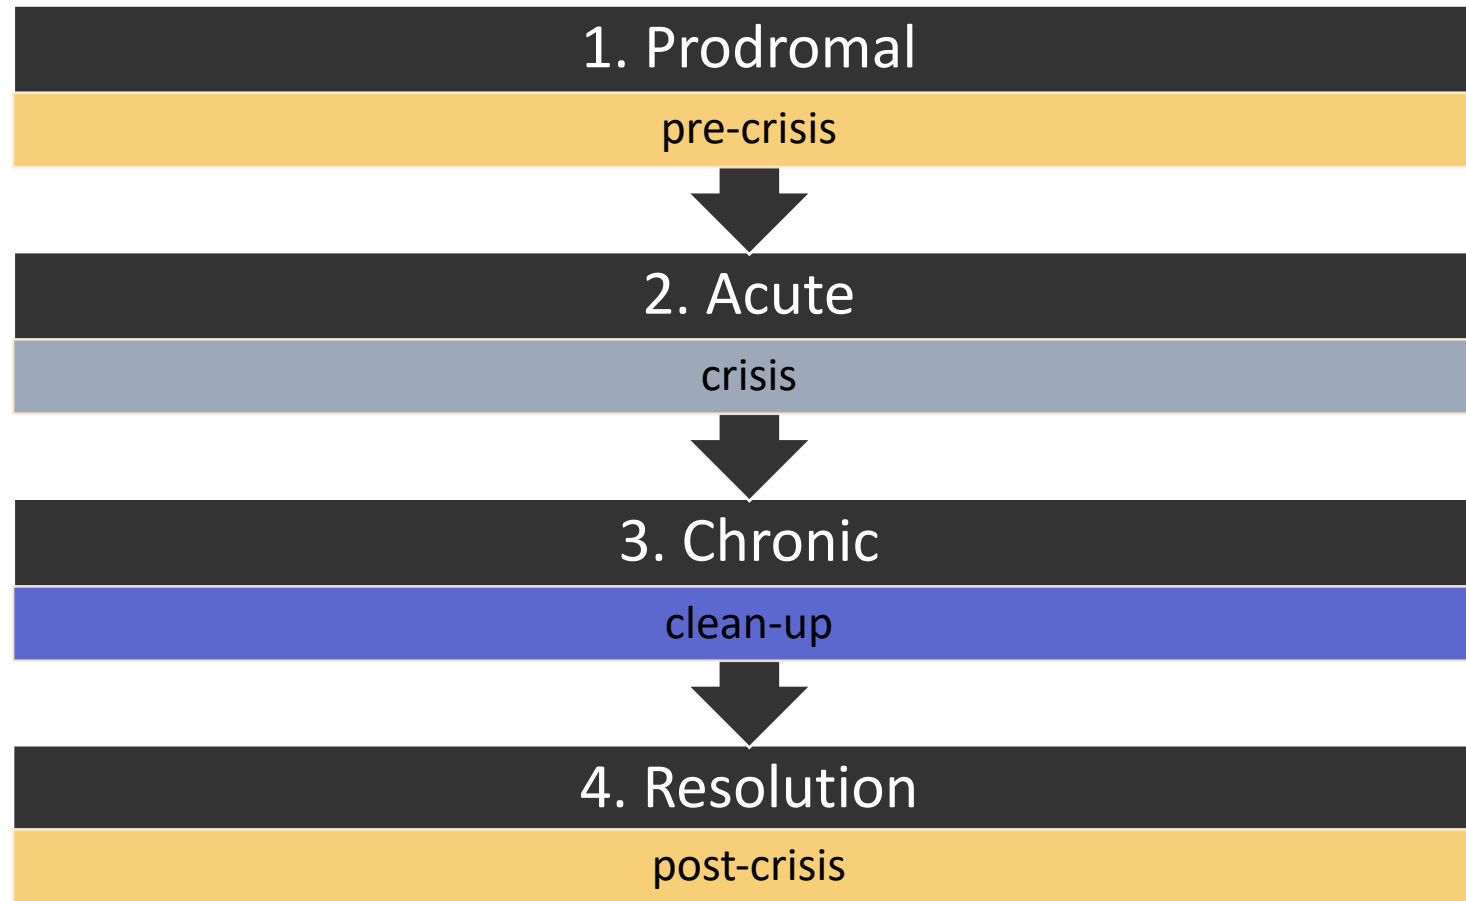 1. Prodromal
pre-crisis
2. Acute
crisis
3. Chronic
clean-up
4. Resolution
post-crisis